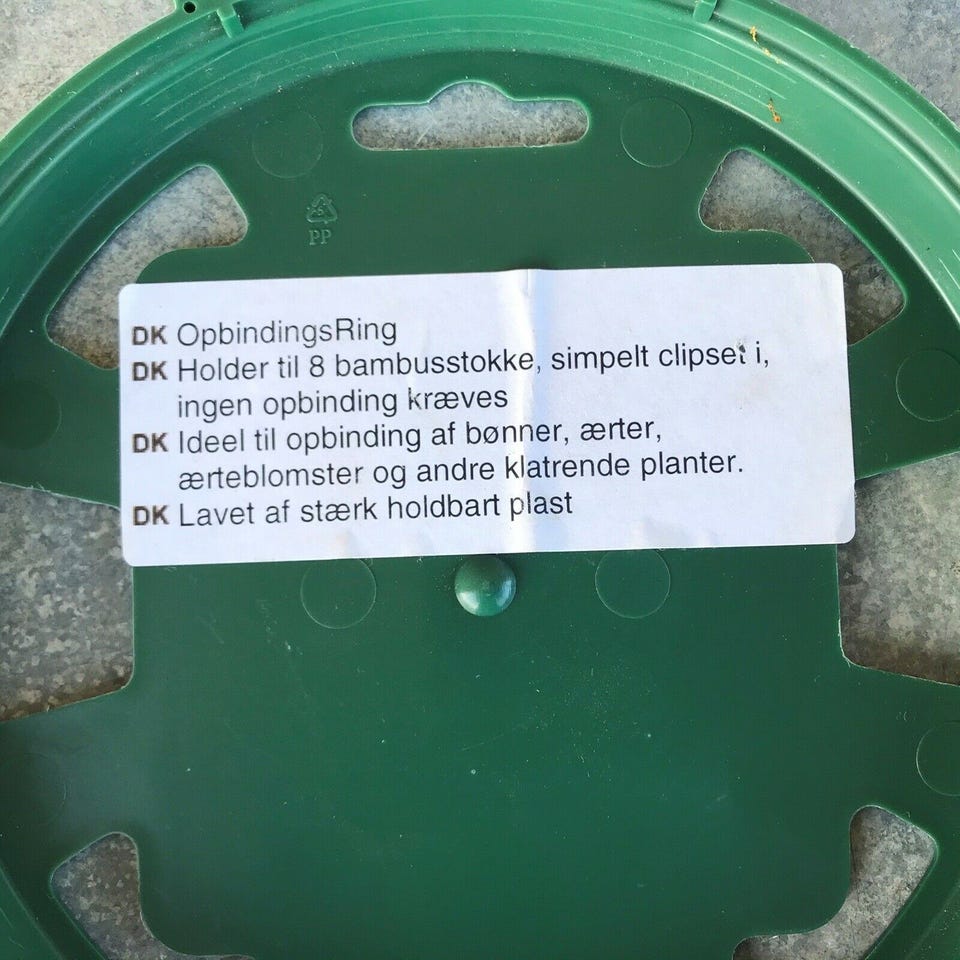 PP
DK OpbindingsRing
DK Holder til 8 bambusstokke, simpelt clipset i,
ingen opbinding kræves
DK Ideel til opbinding af bønner, ærter,
ærteblomster og andre klatrende planter.
DK Lavet af stærk holdbart plast